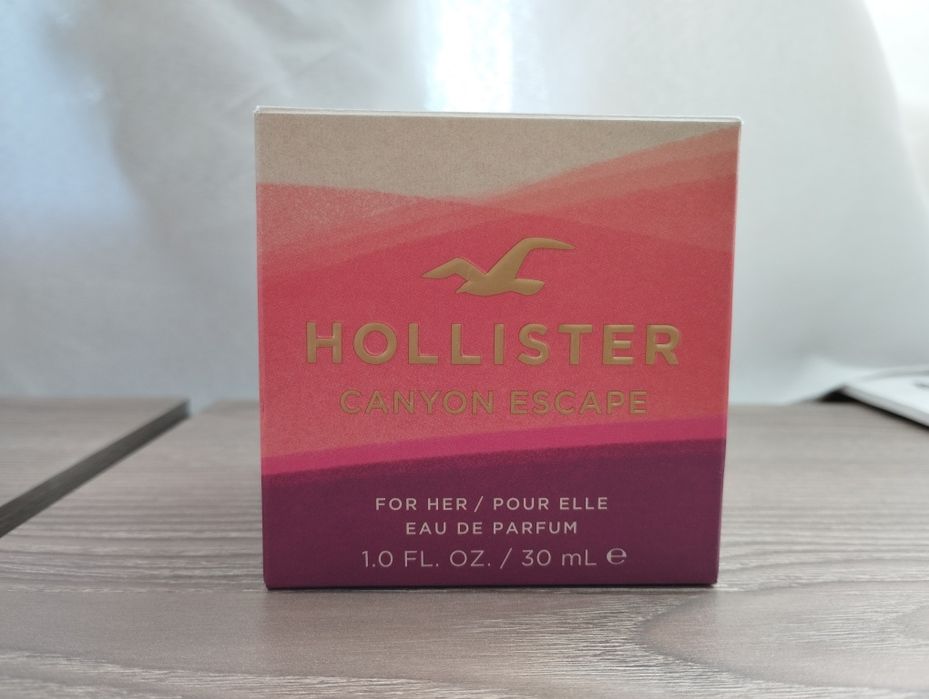 HOLLISTER
CANYON ESCAPE
FOR HER / POUR ELLE
EAU DE PARFUM
1.0 FL. OZ. / 30 mL ℮